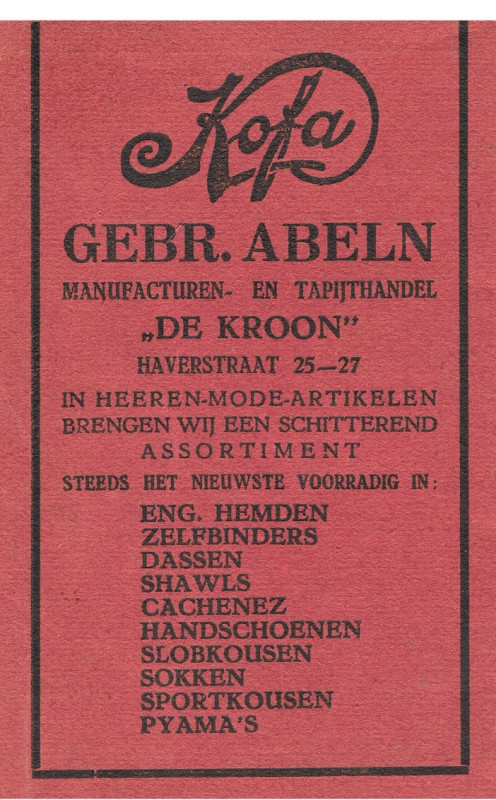 Kofa
GEBR. ABELN
MANUFACTUREN- EN TAPIJTHANDEL
„DE KROON”
HAVERSTRAAT 25—27
IN HEEREN-MODE-ARTIKELEN
BRENGEN WIJ EEN SCHITTEREND
ASSORTIMENT
STEEDS HET NIEUWSTE VOORRADIG IN:
ENG. HEMDEN
ZELFBINDERS
DASSEN
SHAWLS
CACHENEZ
HANDSCHOENEN
SLOBKOUSEN
SOKKEN
SPORTKOUSEN
PYAMA'S